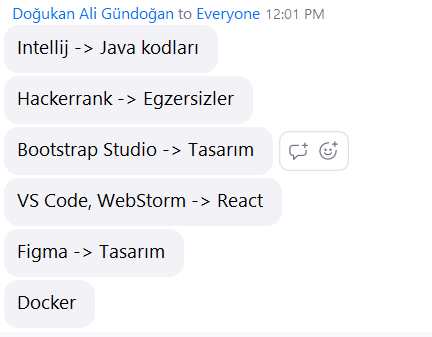 Doğukan Ali Gündoğan to Everyone 12:01 PM
Intellij -> Java kodları
Hackerrank -> Egzersizler
Bootstrap Studio -> Tasarım
VS Code, WebStorm -> React
Figma -> Tasarım
Docker